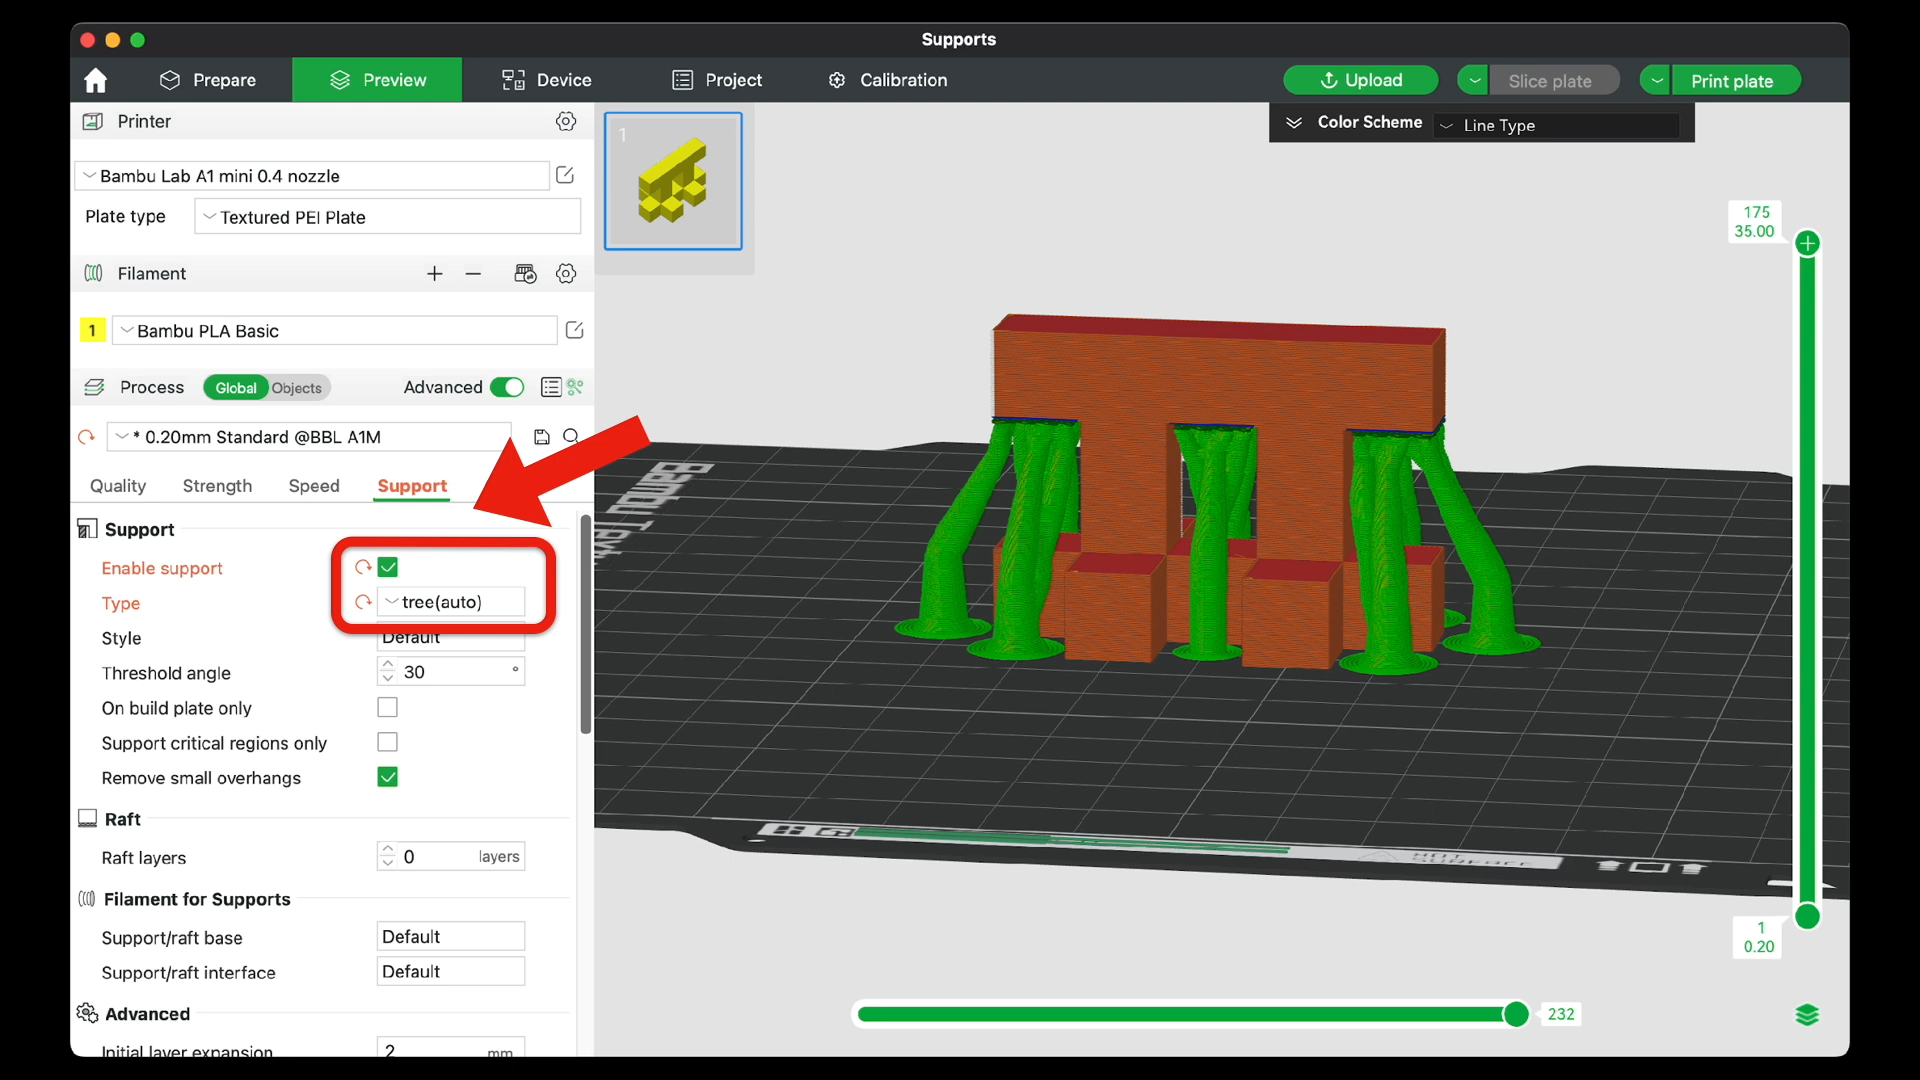 Supports
Prepare
Preview
Device
Project
Calibration
Upload
Slice plate
Print plate
Printer
Color Scheme
Line Type
1
Bambu Lab A1 mini 0.4 nozzle
Plate type
Textured PEI Plate
175
35.00
Filament
1
Bambu PLA Basic
Process
Global
Objects
Advanced
* 0.20mm Standard @BBL A1M
Quality
Strength
Speed
Support
Support
Enable support
Type
tree(auto)
Style
Default
Threshold angle
30
°
On build plate only
Support critical regions only
Remove small overhangs
Raft
Raft layers
0
layers
Filament for Supports
Support/raft base
Default
Support/raft interface
Default
Advanced
Initial layer expansion
2
mm
Bambu
HOT
SURFACE
1
0.20
232